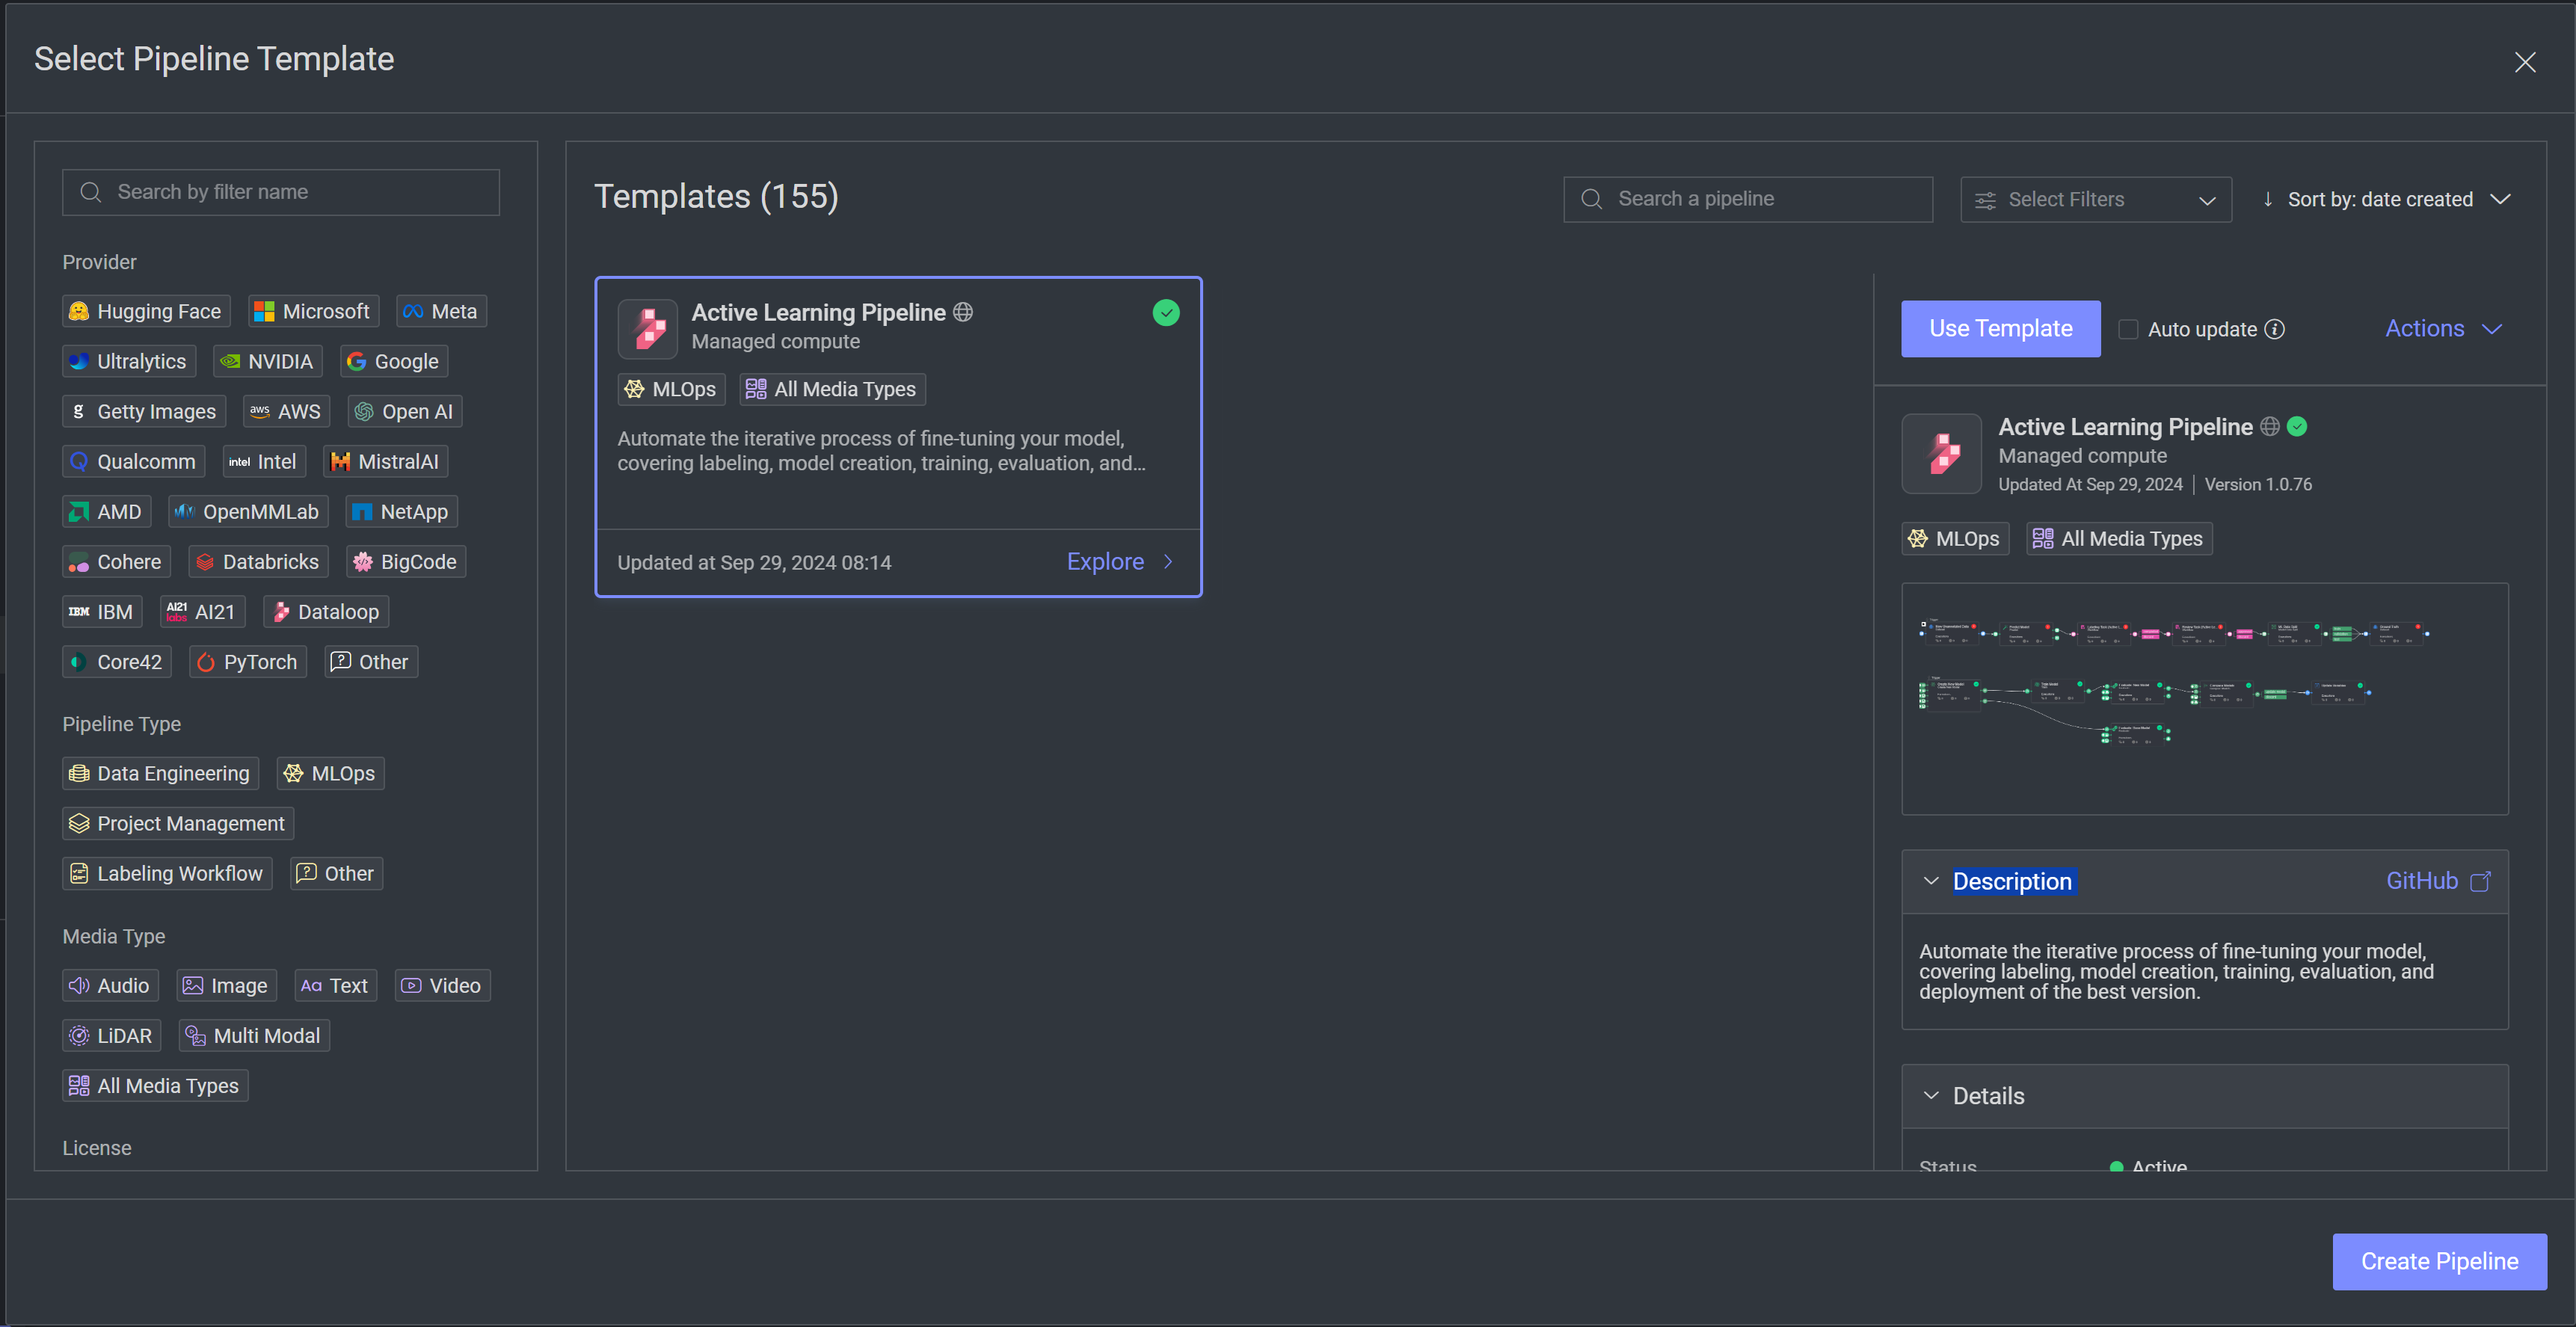 Select Pipeline Template
Search by filter name
Provider
Hugging Face Microsoft Meta
Ultralytics NVIDIA Google
g Getty Images aws AWS Open AI
Qualcomm intel Intel MistralAI
AMD OpenMMLab NetApp
Cohere Databricks BigCode
IBM IBM AI21 labs AI21 Dataloop
Core42 PyTorch Other
Pipeline Type
Data Engineering MLOps
Project Management
Labeling Workflow Other
Media Type
Audio Image Aa Text Video
LiDAR Multi Modal
All Media Types
License
Templates (155)
Search a pipeline
Select Filters
Sort by: date created
Active Learning Pipeline
Managed compute
MLOps All Media Types
Automate the iterative process of fine-tuning your model,
covering labeling, model creation, training, evaluation, and...
Updated at Sep 29, 2024 08:14
Explore
Use Template
Auto update
Actions
Active Learning Pipeline
Managed compute
Updated At Sep 29, 2024 | Version 1.0.76
MLOps All Media Types
Description
GitHub
Automate the iterative process of fine-tuning your model,
covering labeling, model creation, training, evaluation, and
deployment of the best version.
Details
Status Active
Create Pipeline